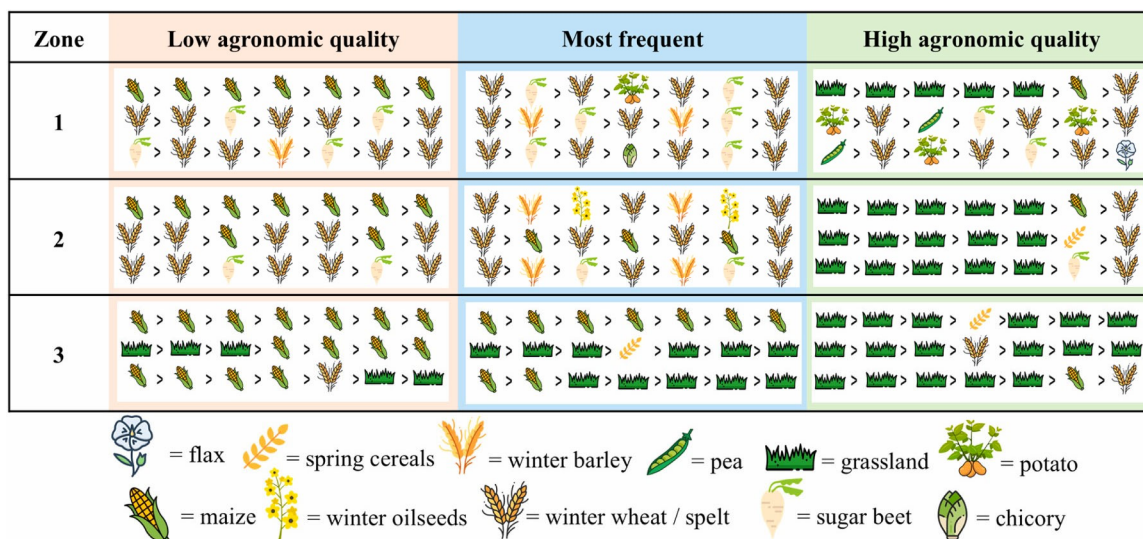 Zone Low agronomic quality Most frequent High agronomic quality
1
2
3
= flax = spring cereals = winter barley = pea = grassland = potato
= maize = winter oilseeds = winter wheat / spelt = sugar beet = chicory